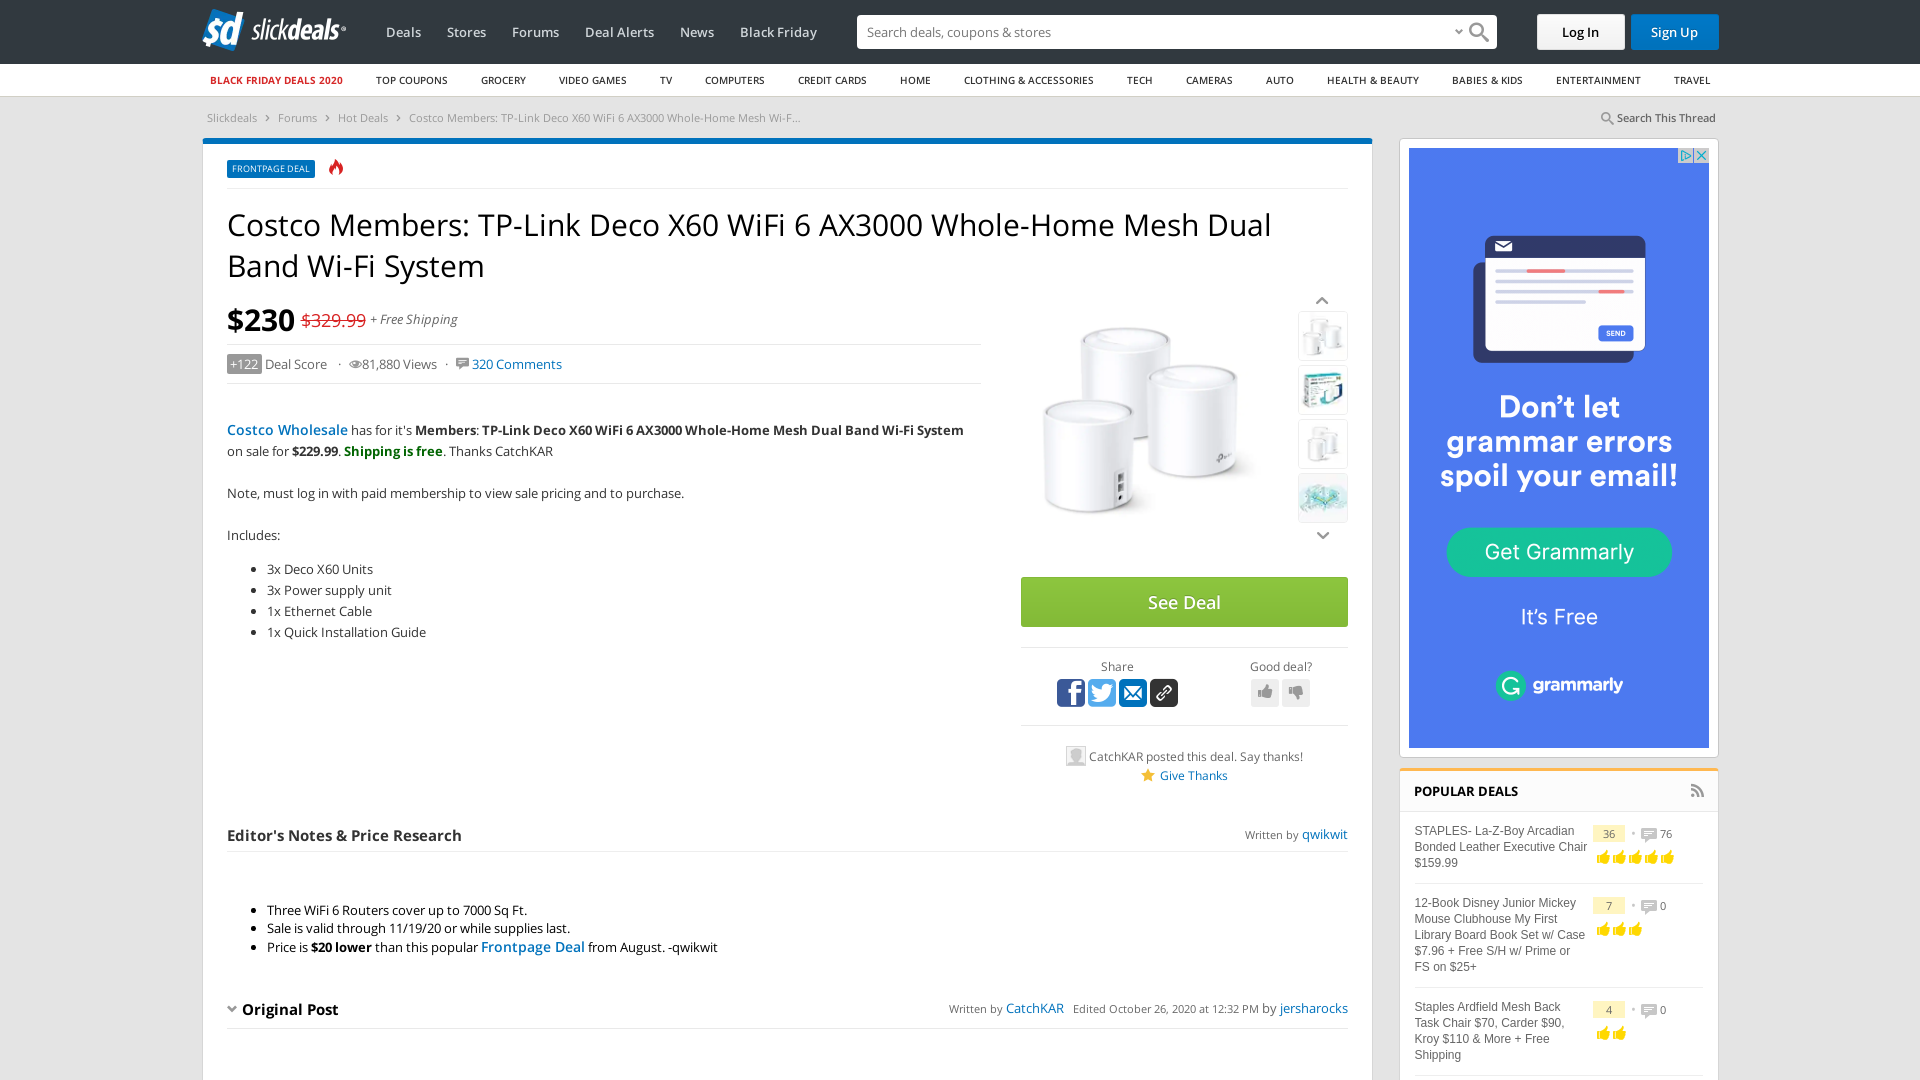 sd slickdeals
Deals
Stores
Forums
Deal Alerts
News
Black Friday
Search deals, coupons & stores
Log In
Sign Up
BLACK FRIDAY DEALS 2020
TOP COUPONS
GROCERY
VIDEO GAMES
TV
COMPUTERS
CREDIT CARDS
HOME
CLOTHING & ACCESSORIES
TECH
CAMERAS
AUTO
HEALTH & BEAUTY
BABIES & KIDS
ENTERTAINMENT
TRAVEL
Slickdeals › Forums › Hot Deals › Costco Members: TP-Link Deco X60 WiFi 6 AX3000 Whole-Home Mesh Wi-F...
Search This Thread
FRONTPAGE DEAL
Costco Members: TP-Link Deco X60 WiFi 6 AX3000 Whole-Home Mesh Dual
Band Wi-Fi System
$230 $329.99 + Free Shipping
+122 Deal Score · 81,880 Views · 320 Comments
Costco Wholesale has for it's Members: TP-Link Deco X60 WiFi 6 AX3000 Whole-Home Mesh Dual Band Wi-Fi System
on sale for $229.99. Shipping is free. Thanks CatchKAR
Note, must log in with paid membership to view sale pricing and to purchase.
Includes:
3x Deco X60 Units
3x Power supply unit
1x Ethernet Cable
1x Quick Installation Guide
See Deal
Share
Good deal?
CatchKAR posted this deal. Say thanks!
Give Thanks
Editor's Notes & Price Research
Written by qwikwit
Three WiFi 6 Routers cover up to 7000 Sq Ft.
Sale is valid through 11/19/20 or while supplies last.
Price is $20 lower than this popular Frontpage Deal from August. -qwikwit
Original Post
Written by CatchKAR Edited October 26, 2020 at 12:32 PM by jersharocks
SEND
Don't let
grammar errors
spoil your email!
Get Grammarly
It's Free
grammarly
POPULAR DEALS
STAPLES- La-Z-Boy Arcadian
Bonded Leather Executive Chair
$159.99
36 • 76
12-Book Disney Junior Mickey
Mouse Clubhouse My First
Library Board Book Set w/ Case
$7.96 + Free S/H w/ Prime or
FS on $25+
7 • 0
Staples Ardfield Mesh Back
Task Chair $70, Carder $90,
Kroy $110 & More + Free
Shipping
4 • 0